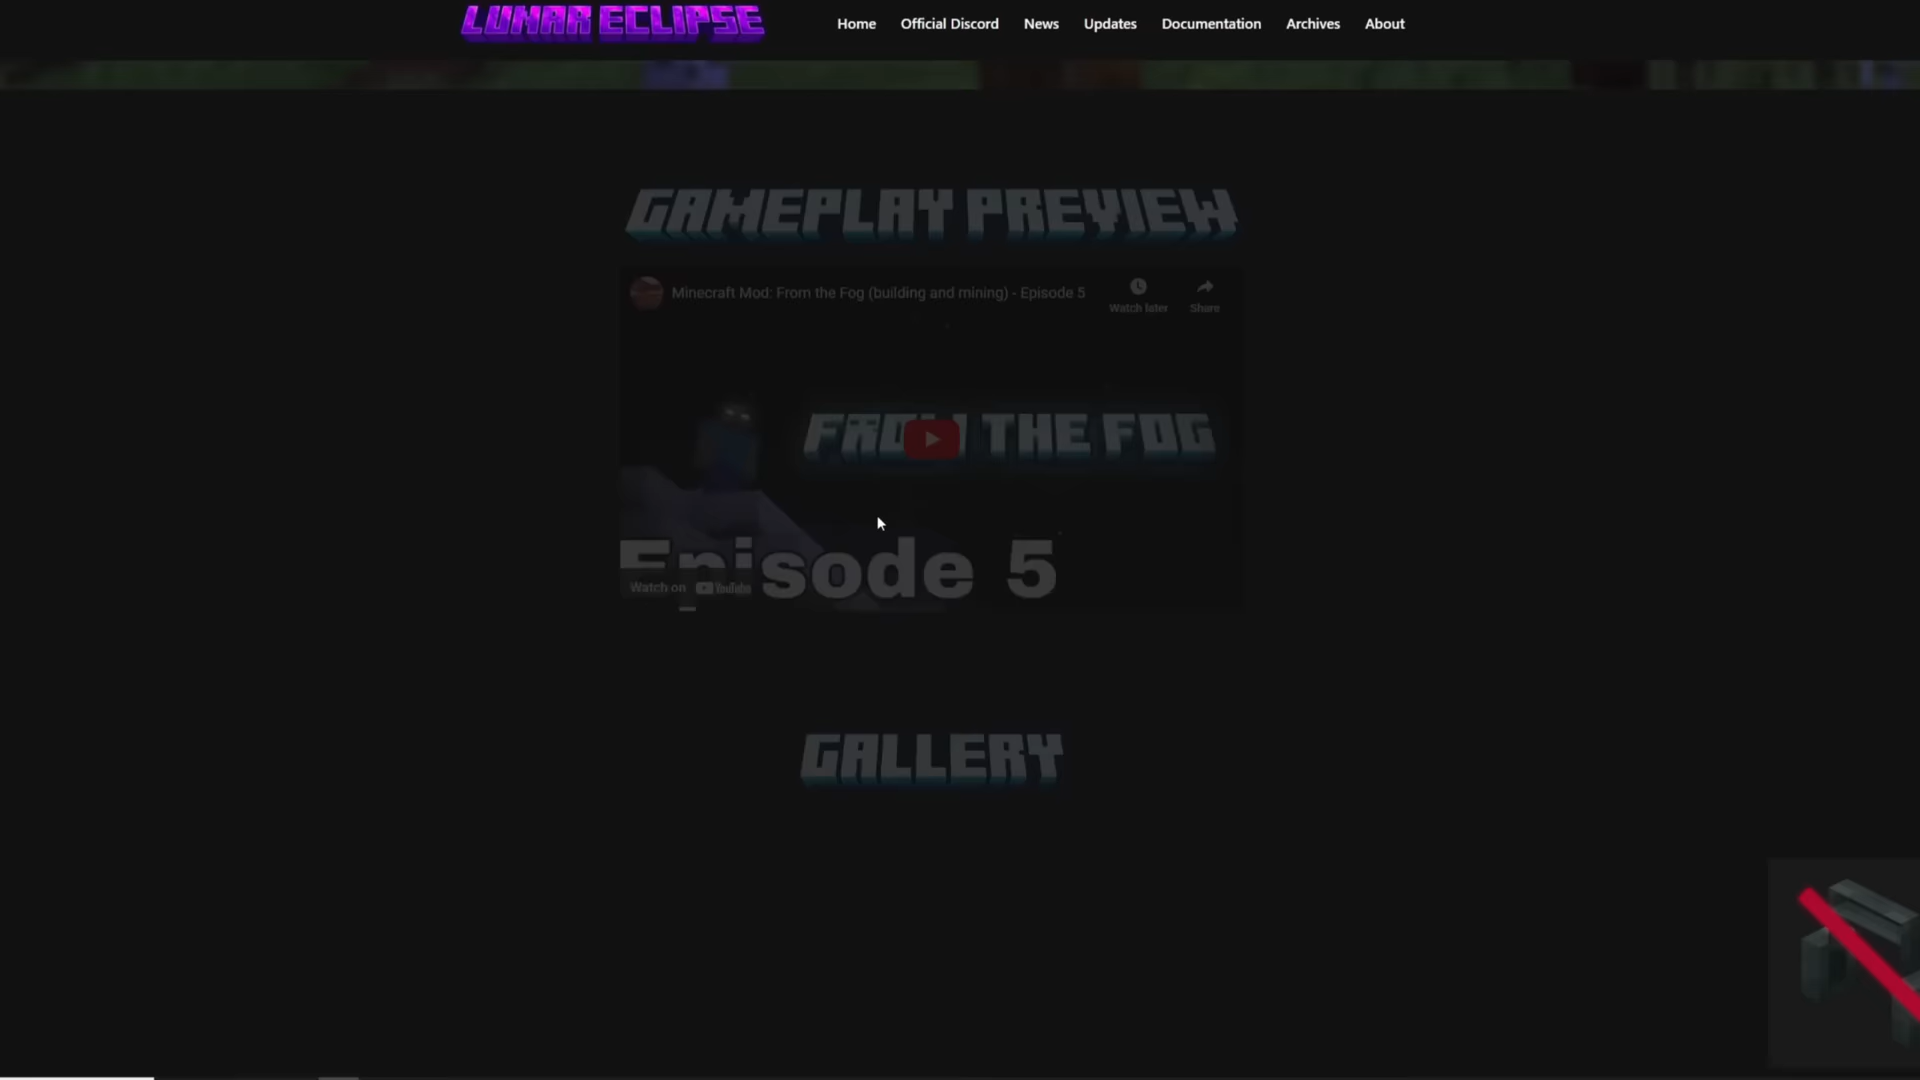 LUNAR ECLIPSE
Home Official Discord News Updates Documentation Archives About
GAMEPLAY PREVIEW
Minecraft Mod: From the Fog (building and mining) - Episode 5
Watch later Share
FROM THE FOG
Episode 5
Watch on YouTube
GALLERY